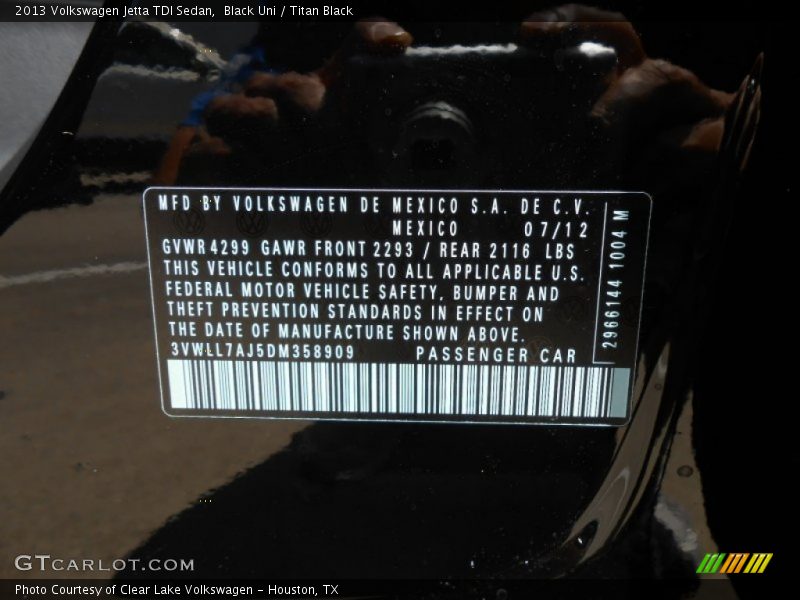 2013 Volkswagen Jetta TDI Sedan, Black Uni / Titan Black
MFD BY VOLKSWAGEN DE MEXICO S.A. DE C.V.
MEXICO 07/12
GVWR 4299 GAWR FRONT 2293 / REAR 2116 LBS
THIS VEHICLE CONFORMS TO ALL APPLICABLE U.S.
FEDERAL MOTOR VEHICLE SAFETY, BUMPER AND
THEFT PREVENTION STANDARDS IN EFFECT ON
THE DATE OF MANUFACTURE SHOWN ABOVE.
3VWLL7AJ5DM358909 PASSENGER CAR
2966144 1004 M
GTCARLOT.COM
Photo Courtesy of Clear Lake Volkswagen - Houston, TX